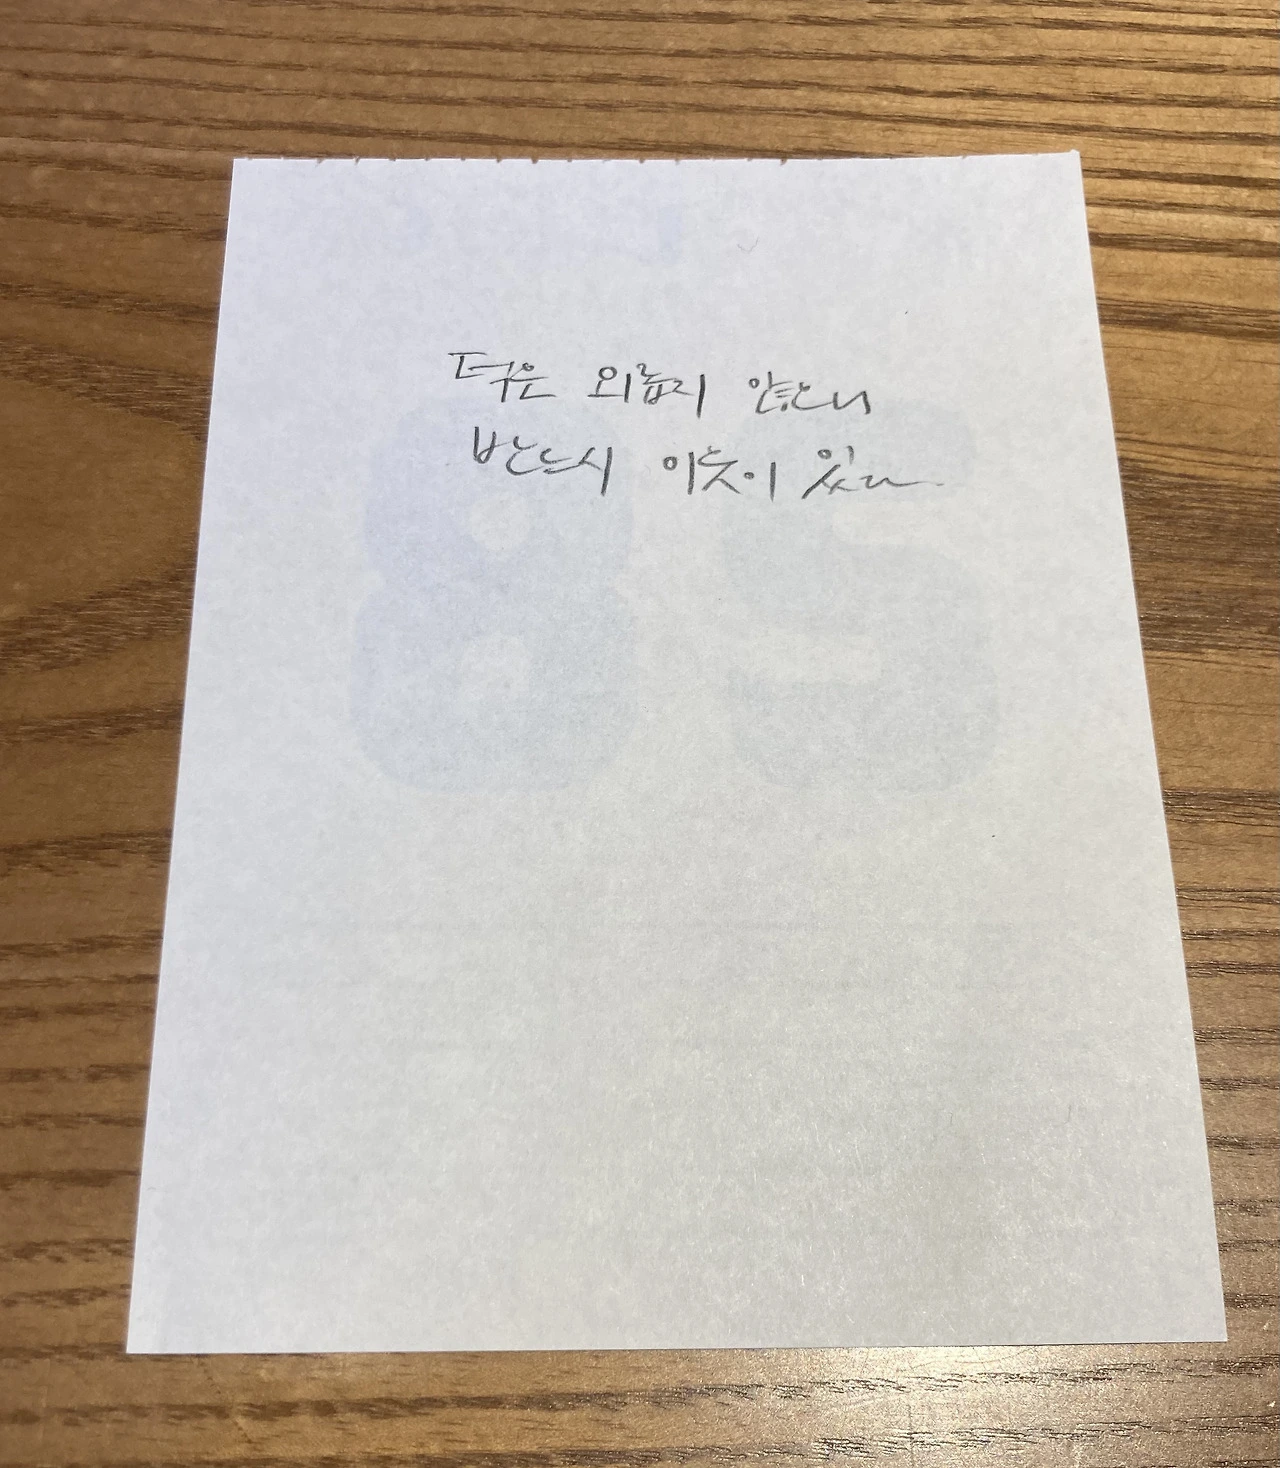 덕은 외롭지 않으니
반드시 이웃이 있다